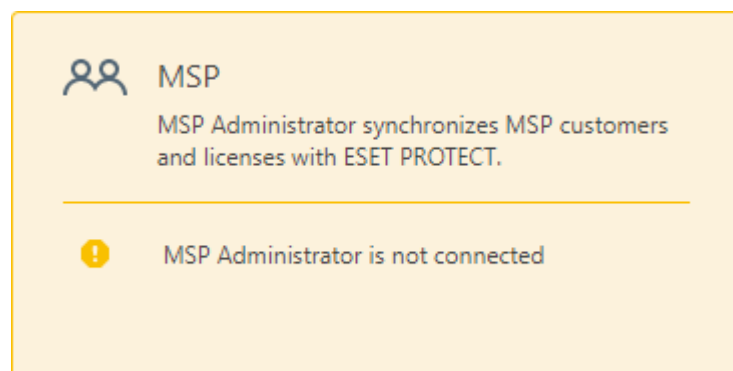 MSP
MSP Administrator synchronizes MSP customers
and licenses with ESET PROTECT.
MSP Administrator is not connected